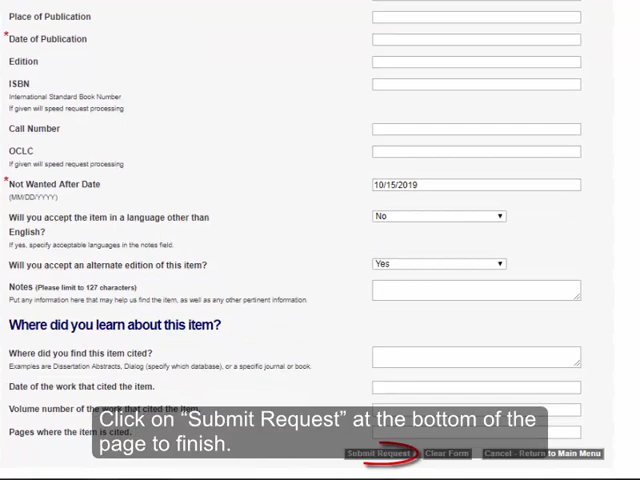 Place of Publication
* Date of Publication
Edition
ISBN
International Standard Book Number
If given will speed request processing
Call Number
OCLC
If given will speed request processing
* Not Wanted After Date
10/15/2019
(MM/DD/YYYY)
Will you accept the item in a language other than
No
English?
If yes, specify acceptable languages in the notes field.
Will you accept an alternate edition of this item?
Yes
Notes (Please limit to 127 characters)
Put any information here that may help us find the item, as well as any other pertinent information.
Where did you learn about this item?
Where did you find this item cited?
Examples are Dissertation Abstracts, Dialog (specify which database), or a specific journal or book.
Date of the work that cited the item.
Volume number of the work that cited the item.
Pages where the item is cited.
Click on “Submit Request” at the bottom of the
page to finish.
Submit Request Clear Form Cancel - Return to Main Menu